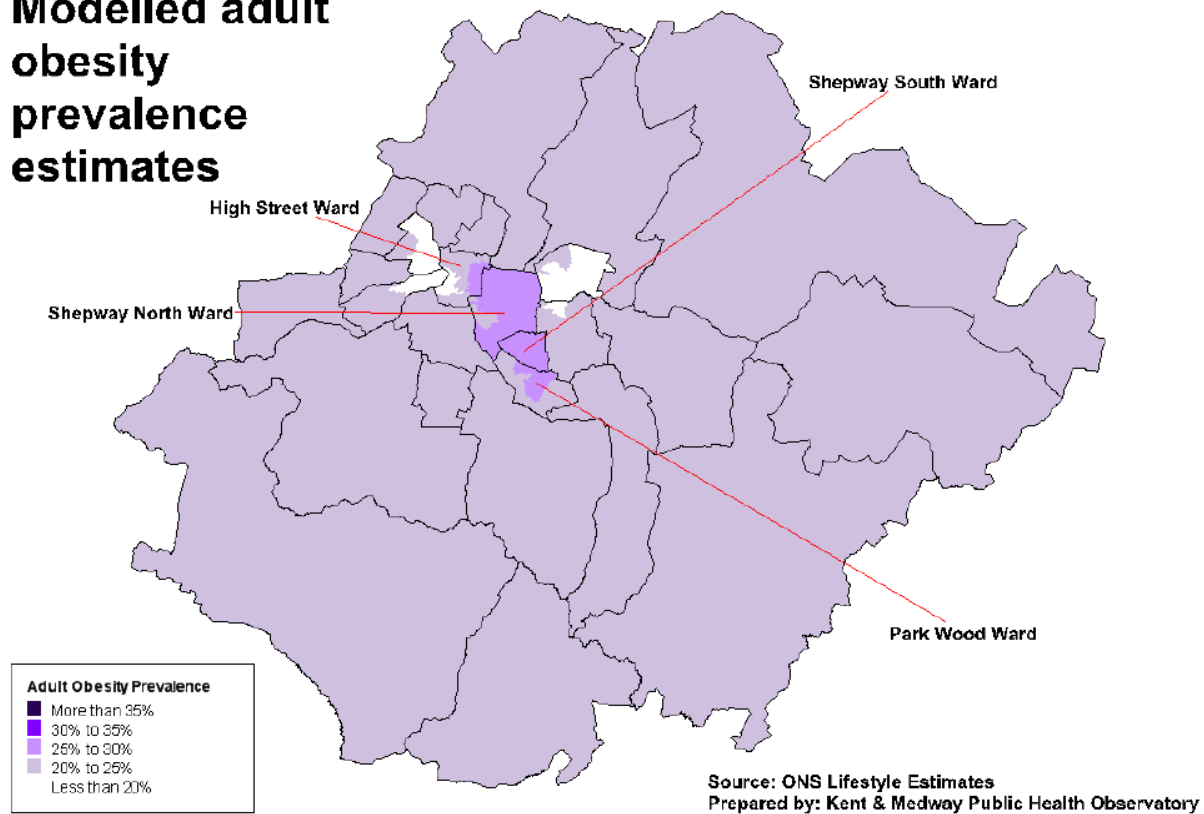 Modelled adult
obesity
prevalence
estimates
Shepway South Ward
High Street Ward
Shepway North Ward
Park Wood Ward
Adult Obesity Prevalence
More than 35%
30% to 35%
25% to 30%
20% to 25%
Less than 20%
Source: ONS Lifestyle Estimates
Prepared by: Kent & Medway Public Health Observatory